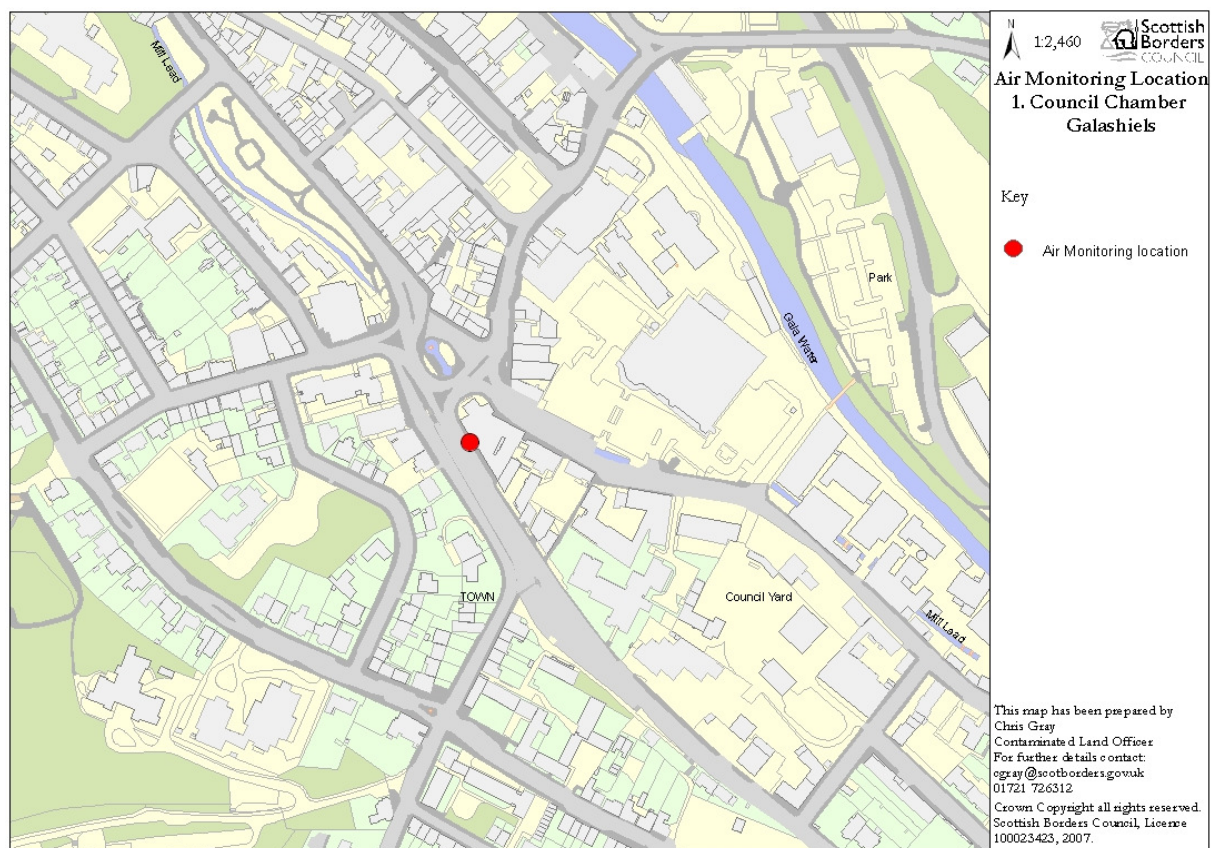 Mill Lead
Gala Water
Park
TOWN
Council Yard
Mill Lead
N
1:2,460
Scottish
Borders
COUNCIL
Air Monitoring Location
1. Council Chamber
Galashiels
Key
Air Monitoring location
This map has been prepared by
Chris Gray
Contaminated Land Officer
For further details contact:
cgray@scotborders.gov.uk
01721 726312
Crown Copyright all rights reserved.
Scottish Borders Council, Licence
100023423, 2007.